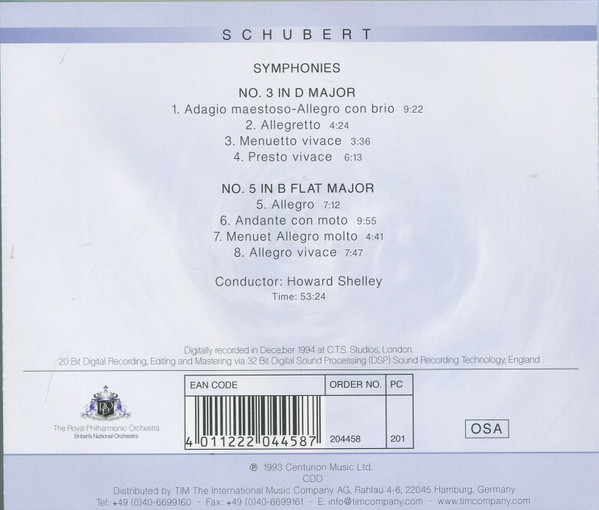 SCHUBERT
SYMPHONIES
NO. 3 IN D MAJOR
1. Adagio maestoso-Allegro con brio 9:22
2. Allegretto 4:24
3. Menuetto vivace 3:36
4. Presto vivace 6:13
NO. 5 IN B FLAT MAJOR
5. Allegro 7:12
6. Andante con moto 9:55
7. Menuet Allegro molto 4:41
8. Allegro vivace 7:47
Conductor: Howard Shelley
Time: 53:24
Digitally recorded in Dece,ber 1994 at C.T.S. Studios, London.
20 Bit Digital Recording, Editing and Mastering via 32 Bit Digital Sound Processing (DSP) Sound Recording Technology, England
EAN CODE ORDER NO. PC
4 011222 044587 204458 201
OSA
RPO
The Royal Philharmonic Orchestra
Britain's National Orchestra
℗ 1993 Centurion Music Ltd.
CDD
Distributed by TIM The International Music Company AG, Rahlau 4-6, 22045 Hamburg, Germany
Tel: +49 (0)40-6699160 · Fax: +49 (0)40-6699161 · E: info@timcompany.com · www.timcompany.com